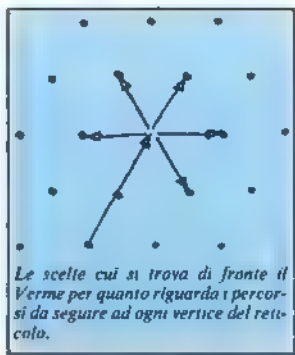 Le scelte cui si trova di fronte il
Verme per quanto riguarda i percor-
si da seguire ad ogni vertice del reti-
colo.